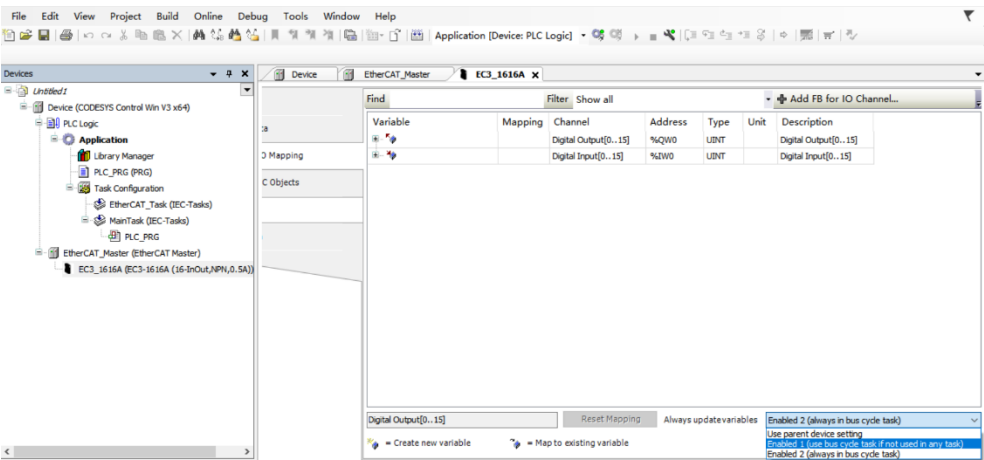 File Edit View Project Build Online Debug Tools Window Help
Application [Device: PLC Logic]
Devices
Device
EtherCAT_Master
EC3_1616A
Untitled1
Device (CODESYS Control Win V3 x64)
PLC Logic
Application
Library Manager
PLC_PRG (PRG)
Task Configuration
EtherCAT_Task (IEC-Tasks)
MainTask (IEC-Tasks)
PLC_PRG
EtherCAT_Master (EtherCAT Master)
EC3_1616A (EC3-1616A (16-InOut,NPN,0.5A))
O Mapping
C Objects
Find Filter Show all Add FB for IO Channel...
Variable Mapping Channel Address Type Unit Description
Digital Output[0..15] %QW0 UINT Digital Output[0..15]
Digital Input[0..15] %IW0 UINT Digital Input[0..15]
Digital Output[0..15] Reset Mapping Always updatevariables Enabled 2 (always in bus cycle task)
Use parent device setting
Enabled 1 (use bus cycle task if not used in any task)
Enabled 2 (always in bus cycle task)
= Create new variable = Map to existing variable